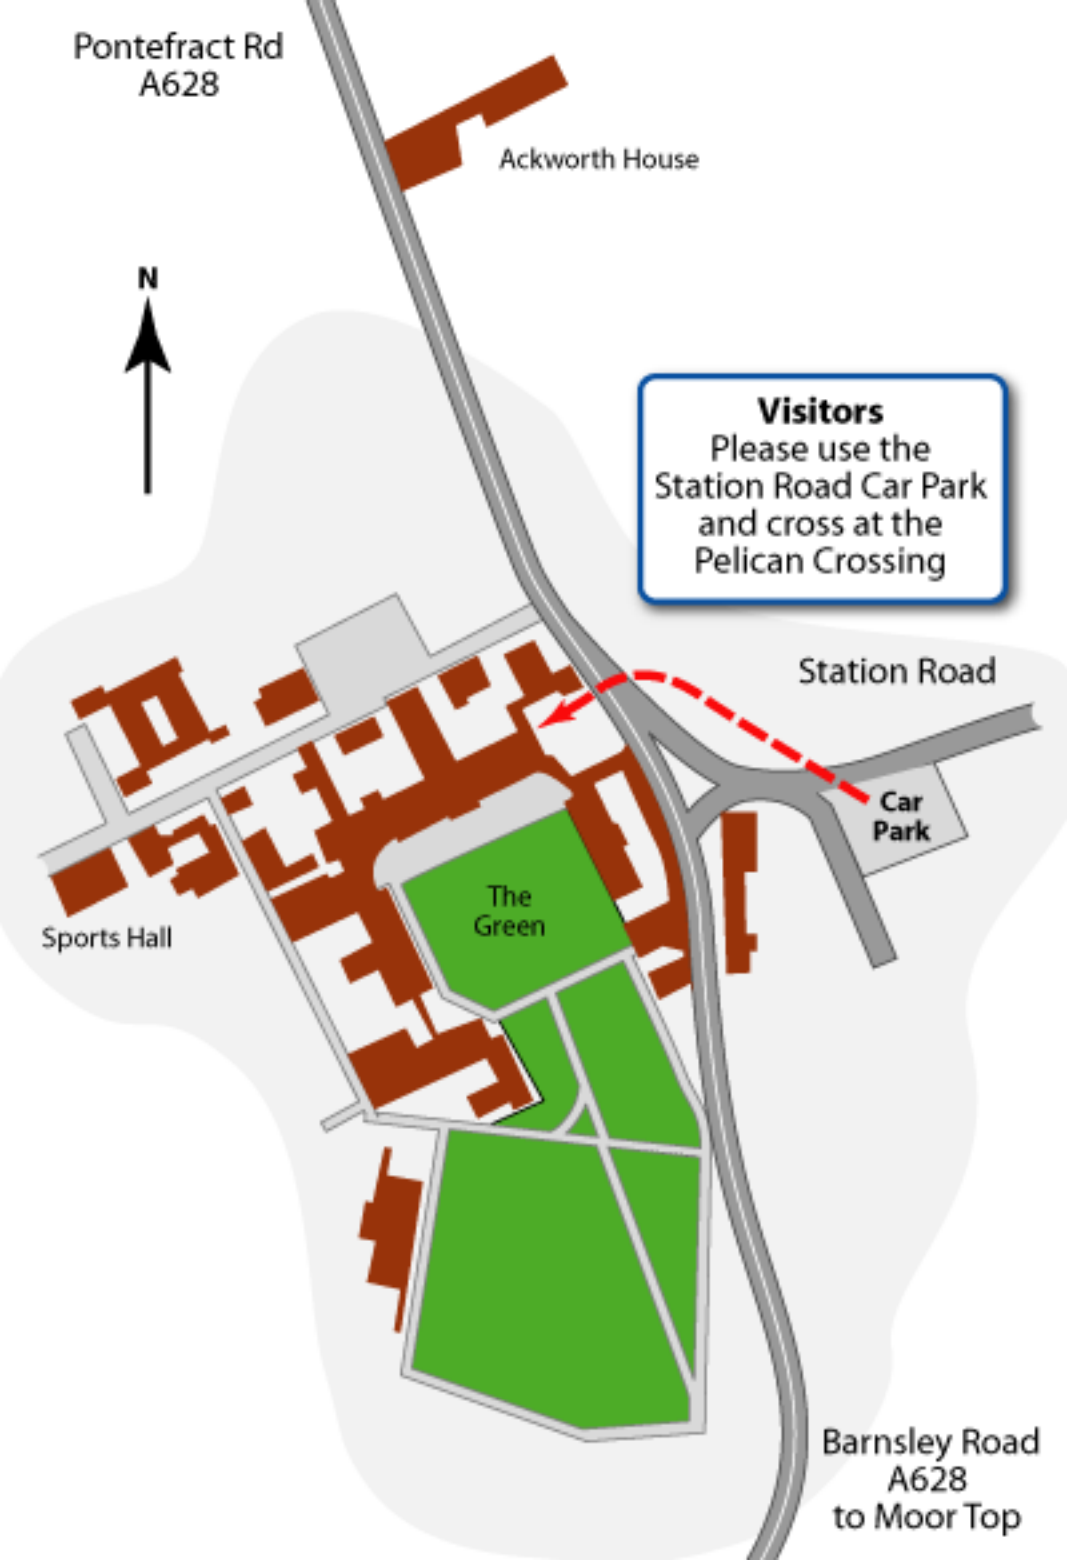 Pontefract Rd
A628
Ackworth House
N
Visitors
Please use the
Station Road Car Park
and cross at the
Pelican Crossing
Station Road
Car
Park
The
Green
Sports Hall
Barnsley Road
A628
to Moor Top